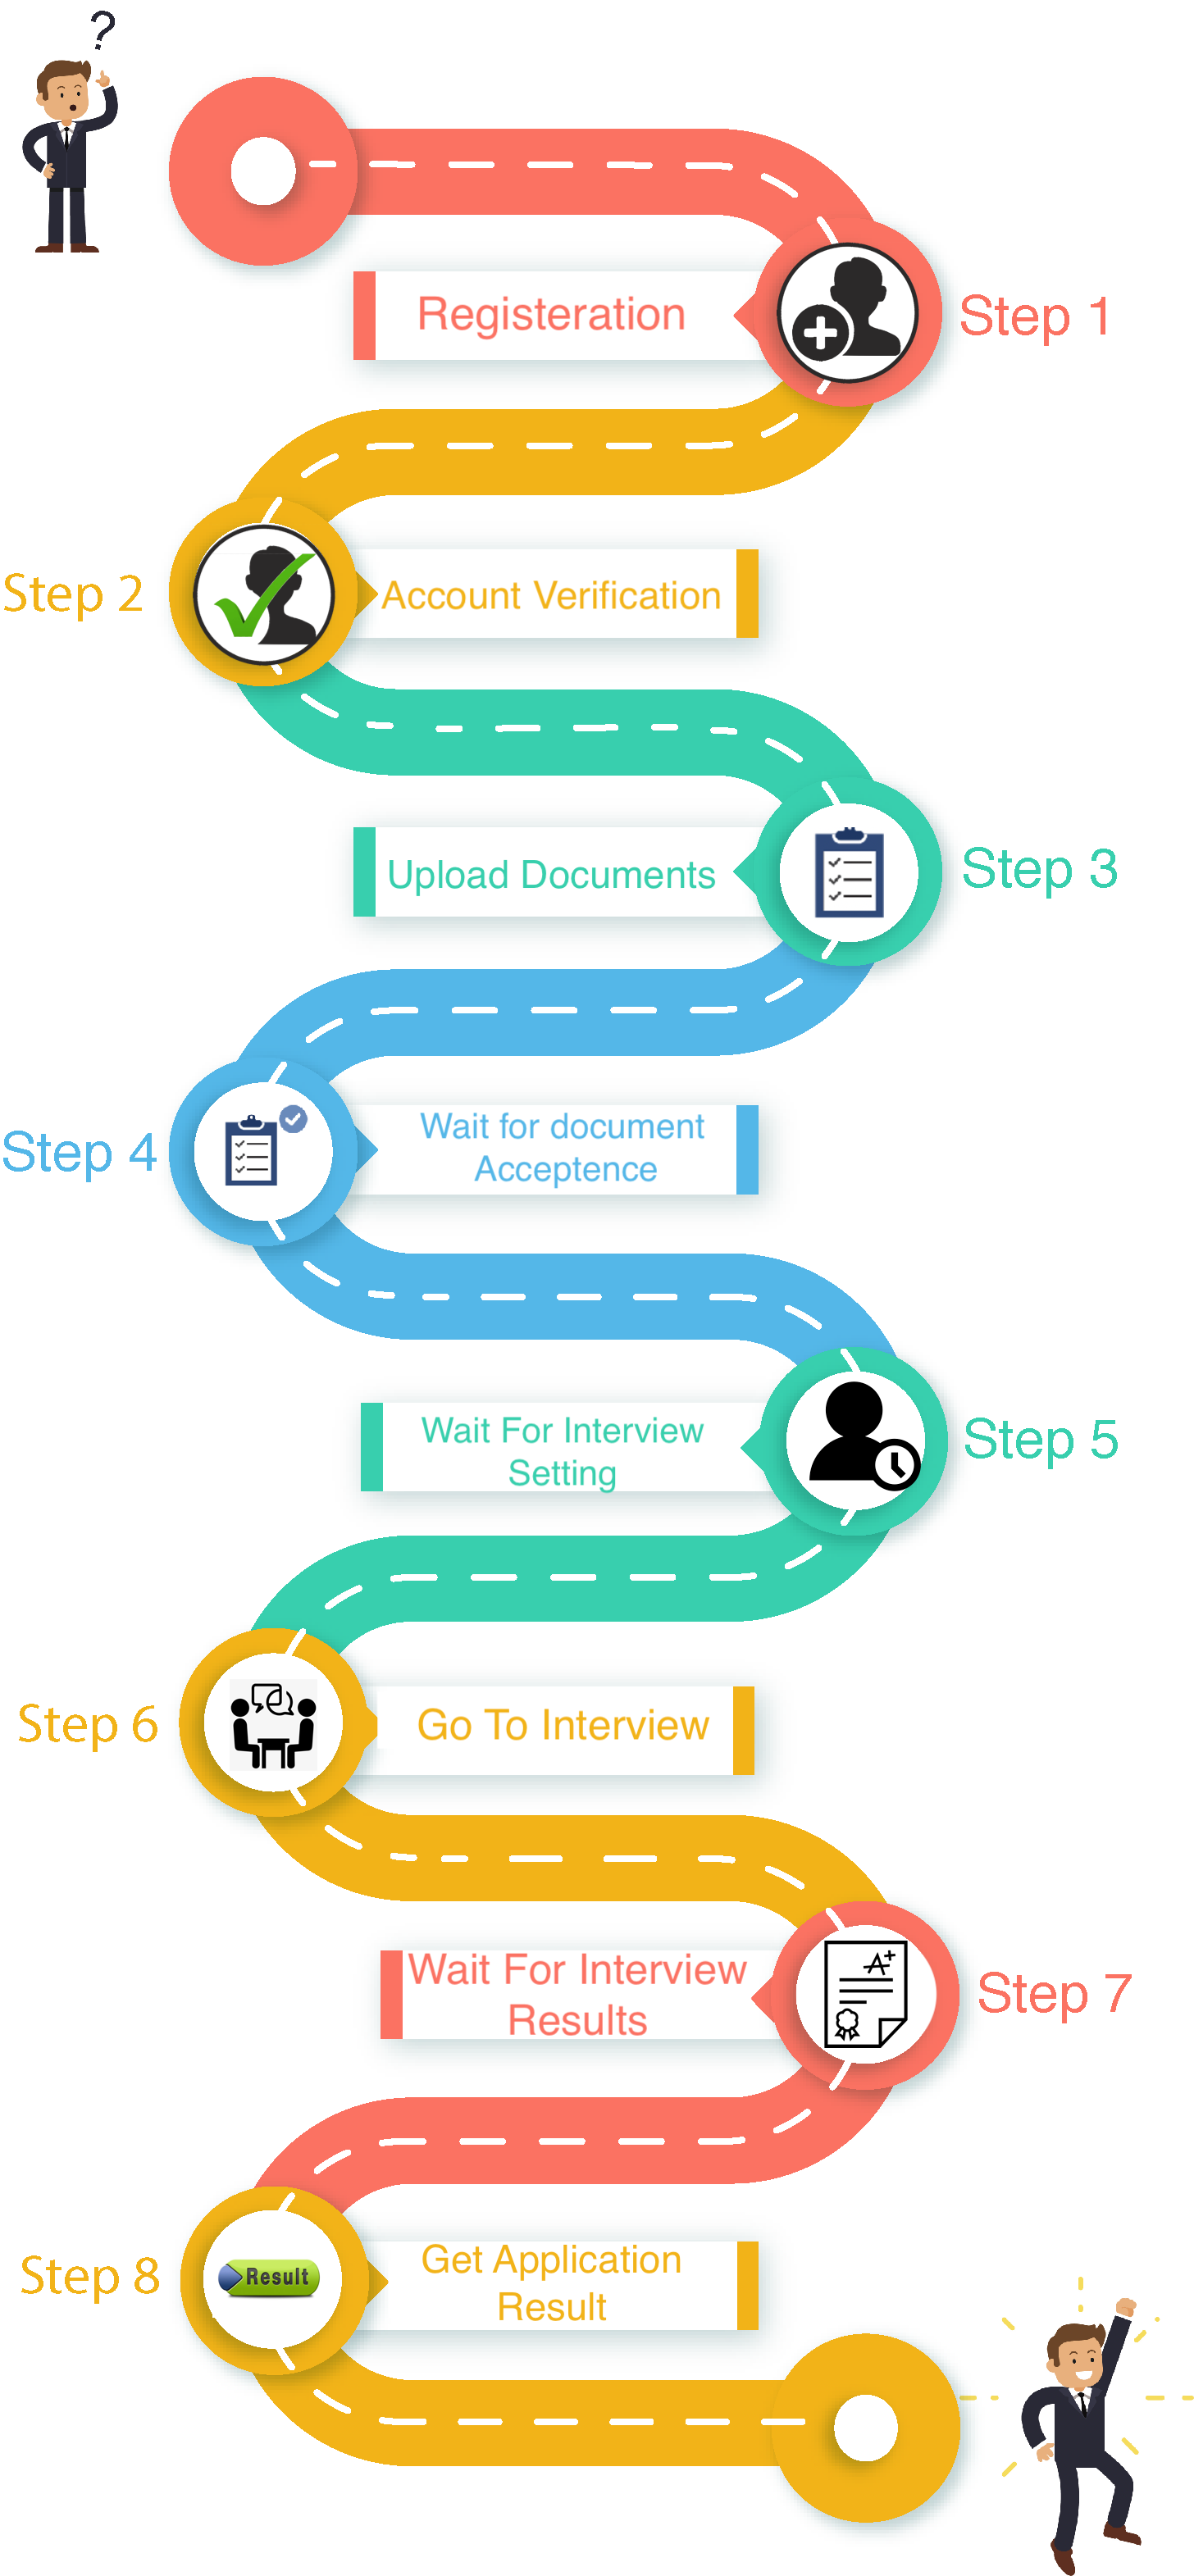 ?
Registeration
Step 1
Step 2
Account Verification
Upload Documents
Step 3
Step 4
Wait for document
Acceptence
Wait For Interview
Setting
Step 5
Step 6
Go To Interview
Wait For Interview
Results
A+
Step 7
Step 8
Result
Get Application
Result